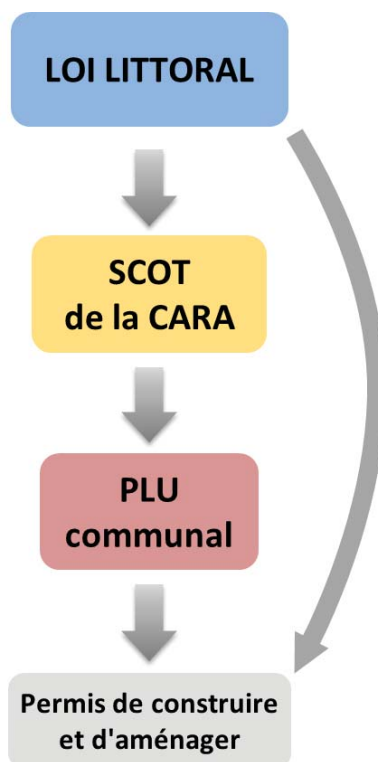 LOI LITTORAL
SCOT
de la CARA
PLU
communal
Permis de construire
et d'aménager